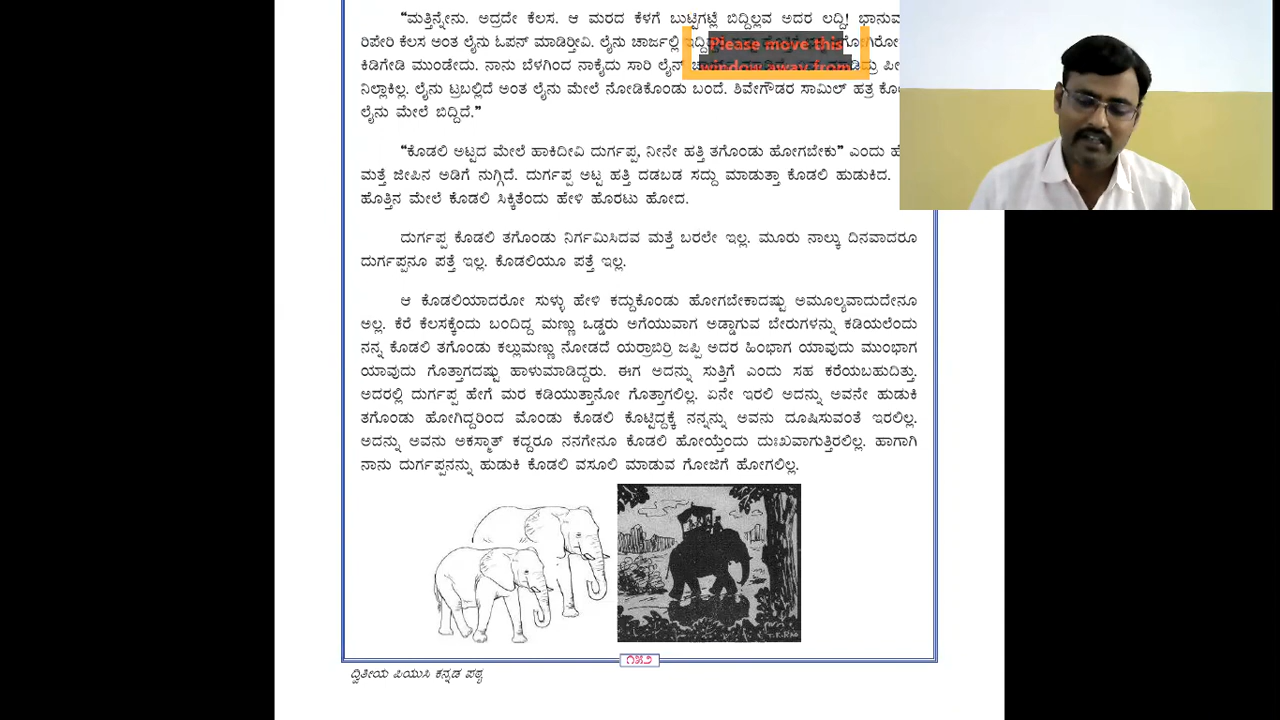 “ಮತ್ತಿನ್ನೇನು. ಅದ್ರದೇ ಕೆಲಸ. ಆ ಮರದ ಕೆಳಗೆ ಬುಟ್ಟಿಗಟ್ಲೆ ಬಿದ್ದಿಲ್ಲವ ಅದರ ಲದ್ದಿ!
ರಿಪೇರಿ ಕೆಲಸ ಅಂತ ಲೈನು ಓಪನ್ ಮಾಡಿರ್ತೀವಿ. ಲೈನು ಚಾರ್ಜಲ್ಲಿ
ಕಿಡಿಗೇಡಿ ಮುಂಡೇದು. ನಾನು ಬೆಳಗಿಂದ ನಾಕೈದು ಸಾರಿ ಲೈನ್
ನಿಲ್ಲಾಕಿಲ್ಲ. ಲೈನು ಟ್ರಬಲ್ಲಿದೆ ಅಂತ ಲೈನು ಮೇಲೆ ನೋಡಿಕೊಂಡು ಬಂದೆ. ಶಿವೇಗೌಡರ ಸಾಮಿಲ್ ಹತ್ರ
ಲೈನು ಮೇಲೆ ಬಿದ್ದಿದೆ.”
Please move this
window away from
“ಕೊಡಲಿ ಅಟ್ಟದ ಮೇಲೆ ಹಾಕಿದೀವಿ ದುರ್ಗಪ್ಪ, ನೀನೇ ಹತ್ತಿ ತಗೊಂಡು ಹೋಗಬೇಕು” ಎಂದು
ಮತ್ತೆ ಜೀಪಿನ ಅಡಿಗೆ ನುಗ್ಗಿದೆ. ದುರ್ಗಪ್ಪ ಅಟ್ಟ ಹತ್ತಿ ದಡಬಡ ಸದ್ದು ಮಾಡುತ್ತಾ ಕೊಡಲಿ ಹುಡುಕಿದ.
ಹೊತ್ತಿನ ಮೇಲೆ ಕೊಡಲಿ ಸಿಕ್ಕಿತೆಂದು ಹೇಳಿ ಹೊರಟು ಹೋದ.
ದುರ್ಗಪ್ಪ ಕೊಡಲಿ ತಗೊಂಡು ನಿರ್ಗಮಿಸಿದವ ಮತ್ತೆ ಬರಲೇ ಇಲ್ಲ. ಮೂರು ನಾಲ್ಕು ದಿನವಾದರೂ
ದುರ್ಗಪ್ಪನೂ ಪತ್ತೆ ಇಲ್ಲ. ಕೊಡಲಿಯೂ ಪತ್ತೆ ಇಲ್ಲ.
ಆ ಕೊಡಲಿಯಾದರೋ ಸುಳ್ಳು ಹೇಳಿ ಕದ್ದುಕೊಂಡು ಹೋಗಬೇಕಾದಷ್ಟು ಅಮೂಲ್ಯವಾದುದೇನೂ
ಅಲ್ಲ. ಕೆರೆ ಕೆಲಸಕ್ಕೆಂದು ಬಂದಿದ್ದ ಮಣ್ಣು ಒಡ್ಡರು ಅಗೆಯುವಾಗ ಅಡ್ಡಾಗುವ ಬೇರುಗಳನ್ನು ಕಡಿಯಲೆಂದು
ನನ್ನ ಕೊಡಲಿ ತಗೊಂಡು ಕಲ್ಲುಮಣ್ಣು ನೋಡದೆ ಯರ‍್ರಾಬಿರ‍್ರಿ ಜಪ್ಪಿ ಅದರ ಹಿಂಭಾಗ ಯಾವುದು ಮುಂಭಾಗ
ಯಾವುದು ಗೊತ್ತಾಗದಷ್ಟು ಹಾಳುಮಾಡಿದ್ದರು. ಈಗ ಅದನ್ನು ಸುತ್ತಿಗೆ ಎಂದು ಸಹ ಕರೆಯಬಹುದಿತ್ತು.
ಅದರಲ್ಲಿ ದುರ್ಗಪ್ಪ ಹೇಗೆ ಮರ ಕಡಿಯುತ್ತಾನೋ ಗೊತ್ತಾಗಲಿಲ್ಲ. ಏನೇ ಇರಲಿ ಅದನ್ನು ಅವನೇ ಹುಡುಕಿ
ತಗೊಂಡು ಹೋಗಿದ್ದರಿಂದ ಮೊಂಡು ಕೊಡಲಿ ಕೊಟ್ಟಿದ್ದಕ್ಕೆ ನನ್ನನ್ನು ಅವನು ದೂಷಿಸುವಂತೆ ಇರಲಿಲ್ಲ.
ಅದನ್ನು ಅವನು ಅಕಸ್ಮಾತ್ ಕದ್ದರೂ ನನಗೇನೂ ಕೊಡಲಿ ಹೋಯ್ತೆಂದು ದುಃಖವಾಗುತ್ತಿರಲಿಲ್ಲ. ಹಾಗಾಗಿ
ನಾನು ದುರ್ಗಪ್ಪನನ್ನು ಹುಡುಕಿ ಕೊಡಲಿ ವಸೂಲಿ ಮಾಡುವ ಗೋಜಿಗೆ ಹೋಗಲಿಲ್ಲ.
೧೫೨
ದ್ವಿತೀಯ ಪಿಯುಸಿ ಕನ್ನಡ ಪಠ್ಯ